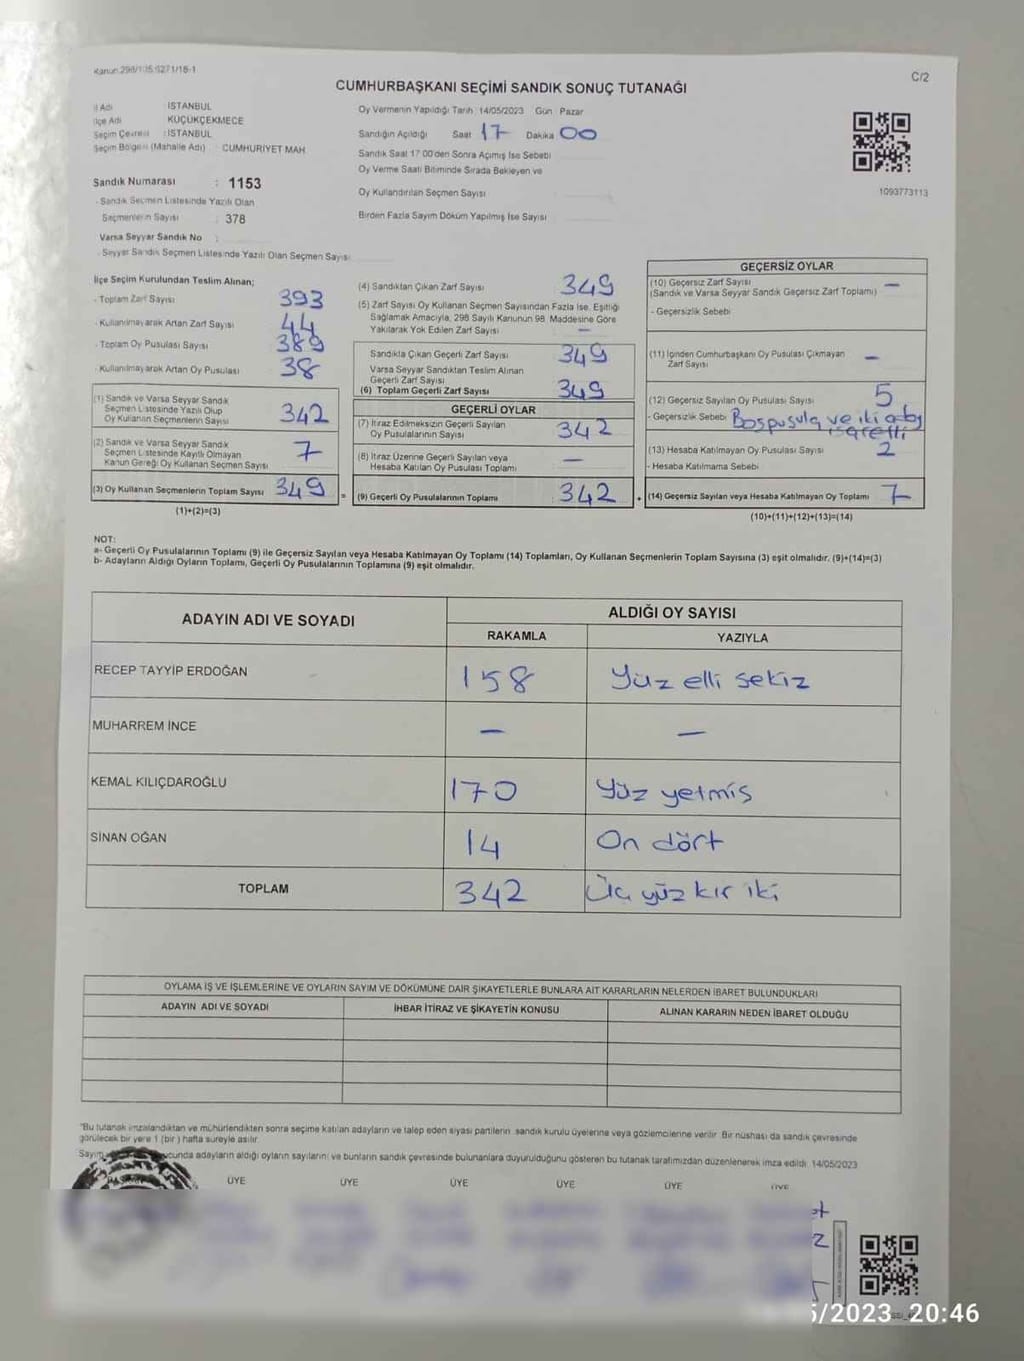 Kanun 298/105;6271/18-1
C/2
CUMHURBAŞKANI SEÇİMİ SANDIK SONUÇ TUTANAĞI
İl Adı : İSTANBUL
İlçe Adı : KÜÇÜKÇEKMECE
Seçim Çevresi : İSTANBUL
Seçim Bölgesi (Mahalle Adı) : CUMHURİYET MAH
Sandık Numarası : 1153
- Sandık Seçmen Listesinde Yazılı Olan
Seçmenlerin Sayısı : 378
Varsa Seyyar Sandık No :
- Seyyar Sandık Seçmen Listesinde Yazılı Olan Seçmen Sayısı:
Oy Vermenin Yapıldığı Tarih :14/05/2023 Gün : Pazar
Sandığın Açıldığı Saat 17 Dakika 00
Sandık Saat 17:00'den Sonra Açılmış İse Sebebi
Oy Verme Saati Bitiminde Sırada Bekleyen ve
Oy Kullandırılan Seçmen Sayısı
Birden Fazla Sayım Döküm Yapılmış İse Sayısı
1093773113
İlçe Seçim Kurulundan Teslim Alınan;
- Toplam Zarf Sayısı 393
- Kullanılmayarak Artan Zarf Sayısı 44
- Toplam Oy Pusulası Sayısı 389
- Kullanılmayarak Artan Oy Pusulası 38
(1) Sandık ve Varsa Seyyar Sandık
Seçmen Listesinde Yazılı Olup
Oy Kullanan Seçmenlerin Sayısı 342
(2) Sandık ve Varsa Seyyar Sandık
Seçmen Listesinde Kayıtlı Olmayan
Kanun Gereği Oy Kullanan Seçmen Sayısı 7
(3) Oy Kullanan Seçmenlerin Toplam Sayısı 349 =
(1)+(2)=(3)
(4) Sandıktan Çıkan Zarf Sayısı 349
(5) Zarf Sayısı Oy Kullanan Seçmen Sayısından Fazla İse, Eşitliği
Sağlamak Amacıyla, 298 Sayılı Kanunun 98. Maddesine Göre
Yakılarak Yok Edilen Zarf Sayısı –
Sandıkta Çıkan Geçerli Zarf Sayısı 349
Varsa Seyyar Sandıktan Teslim Alınan
Geçerli Zarf Sayısı
(6) Toplam Geçerli Zarf Sayısı 349
GEÇERLİ OYLAR
(7) İtiraz Edilmeksizin Geçerli Sayılan
Oy Pusulalarının Sayısı 342
(8) İtiraz Üzerine Geçerli Sayılan veya
Hesaba Katılan Oy Pusulası Toplamı –
(9) Geçerli Oy Pusulalarının Toplamı 342 +
GEÇERSİZ OYLAR
(10) Geçersiz Zarf Sayısı –
(Sandık ve Varsa Seyyar Sandık Geçersiz Zarf Toplamı)
- Geçersizlik Sebebi
(11) İçinden Cumhurbaşkanı Oy Pusulası Çıkmayan
Zarf Sayısı –
(12) Geçersiz Sayılan Oy Pusulası Sayısı 5
- Geçersizlik Sebebi Boş pusula ve iki aday
işaretli
(13) Hesaba Katılmayan Oy Pusulası Sayısı 2
- Hesaba Katılmama Sebebi
(14) Geçersiz Sayılan veya Hesaba Katılmayan Oy Toplamı 7
(10)+(11)+(12)+(13)=(14)
NOT:
a- Geçerli Oy Pusulalarının Toplamı (9) ile Geçersiz Sayılan veya Hesaba Katılmayan Oy Toplamı (14) Toplamları, Oy Kullanan Seçmenlerin Toplam Sayısına (3) eşit olmalıdır. (9)+(14)=(3)
b- Adayların Aldığı Oyların Toplamı, Geçerli Oy Pusulalarının Toplamına (9) eşit olmalıdır.
ADAYIN ADI VE SOYADI
ALDIĞI OY SAYISI
RAKAMLA YAZIYLA
RECEP TAYYİP ERDOĞAN 158 Yüz elli sekiz
MUHARREM İNCE – –
KEMAL KILIÇDAROĞLU 170 Yüz yetmiş
SİNAN OĞAN 14 On dört
TOPLAM 342 Üç yüz kır iki
OYLAMA İŞ VE İŞLEMLERİNE VE OYLARIN SAYIM VE DÖKÜMÜNE DAİR ŞİKAYETLERLE BUNLARA AİT KARARLARIN NELERDEN İBARET BULUNDUKLARI
ADAYIN ADI VE SOYADI İHBAR İTİRAZ VE ŞİKAYETİN KONUSU ALINAN KARARIN NEDEN İBARET OLDUĞU
"Bu tutanak imzalandıktan ve mühürlendikten sonra seçime katılan adayların ve talep eden siyasi partilerin sandık kurulu üyelerine veya gözlemcilerine verilir. Bir nüshası da sandık çevresinde
görülecek bir yere 1 (bir ) hafta süreyle asılır.
Sayım cunda adayların aldığı oyların sayılarını ve bunların sandık çevresinde bulunanlara duyurulduğunu gösteren bu tutanak tarafımızdan düzenlenerek imza edildi. 14/05/2023
ÜYE ÜYE ÜYE ÜYE ÜYE ÜYE
5/2023 20:46